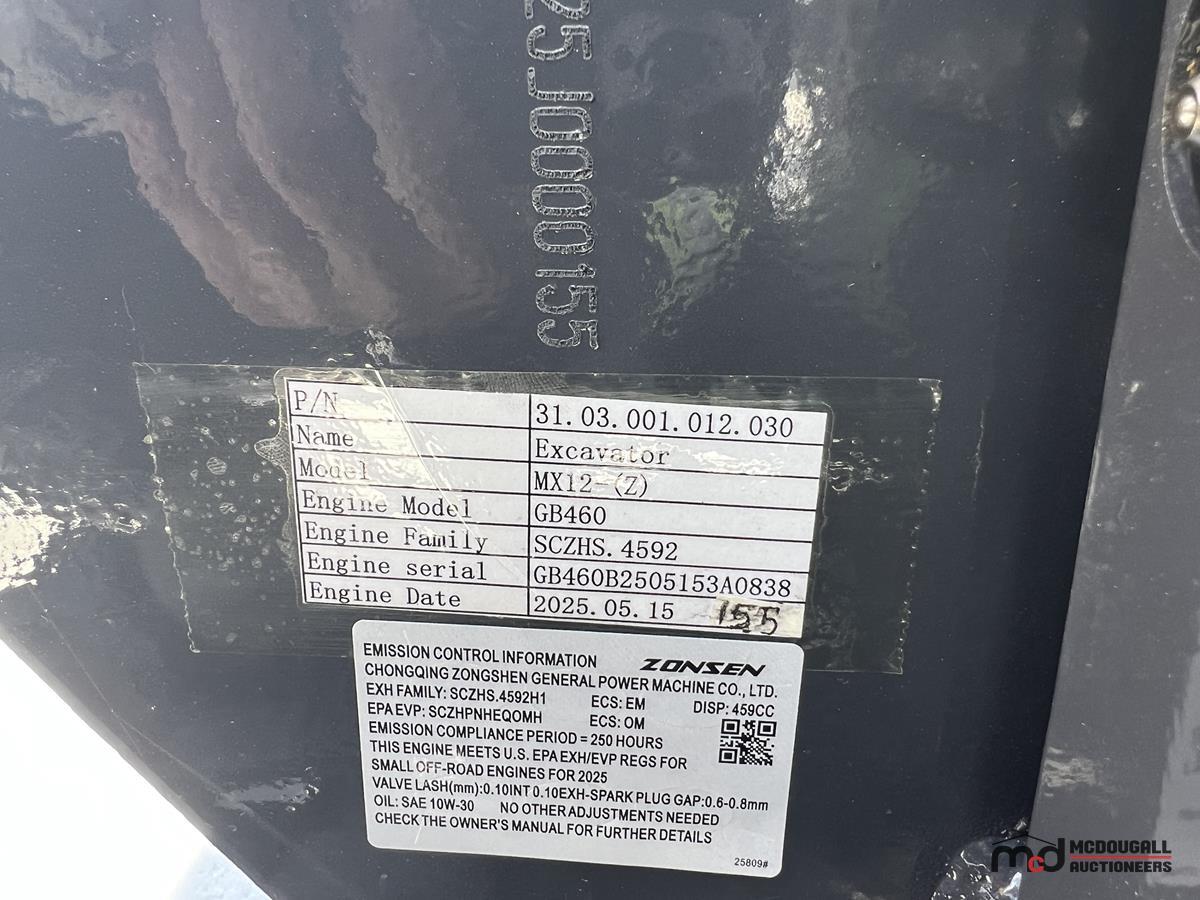 25J0000155
P/N 31.03.001.012.030
Name Excavator
Model MX12-(Z)
Engine Model GB460
Engine Family SCZHS.4592
Engine serial GB460B2505153A0838
Engine Date 2025.05.15 155
EMISSION CONTROL INFORMATION ZONSEN
CHONGQING ZONGSHEN GENERAL POWER MACHINE CO., LTD.
EXH FAMILY: SCZHS.4592H1 ECS: EM DISP: 459CC
EPA EVP: SCZHPNHEQOMH ECS: OM
EMISSION COMPLIANCE PERIOD = 250 HOURS
THIS ENGINE MEETS U.S. EPA EXH/EVP REGS FOR
SMALL OFF-ROAD ENGINES FOR 2025
VALVE LASH(mm):0.10INT 0.10EXH-SPARK PLUG GAP:0.6-0.8mm
OIL: SAE 10W-30 NO OTHER ADJUSTMENTS NEEDED
CHECK THE OWNER'S MANUAL FOR FURTHER DETAILS
25809#
mcd MCDOUGALL
AUCTIONEERS